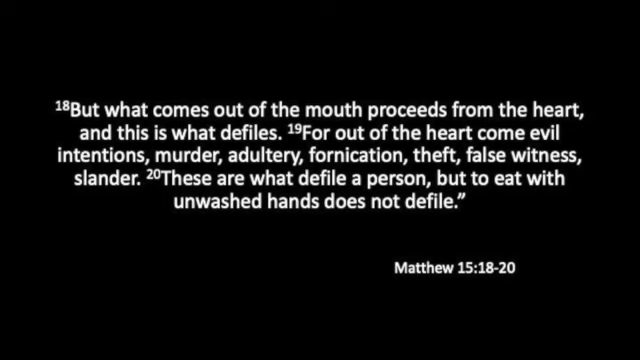 ¹⁸But what comes out of the mouth proceeds from the heart,
and this is what defiles. ¹⁹For out of the heart come evil
intentions, murder, adultery, fornication, theft, false witness,
slander. ²⁰These are what defile a person, but to eat with
unwashed hands does not defile.”
Matthew 15:18-20